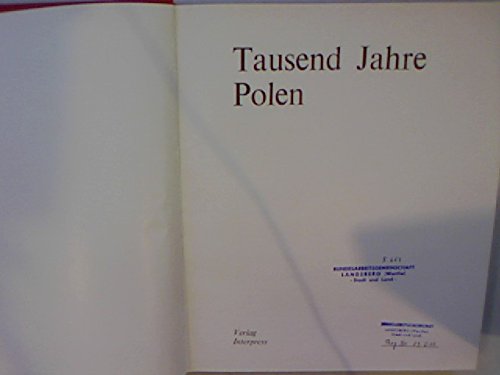 Tausend Jahre
Polen
BUNDESARBEITSGEMEINSCHAFT
LANDSBERG (Warthe)
- Stadt und Land -
Verlag
Interpress